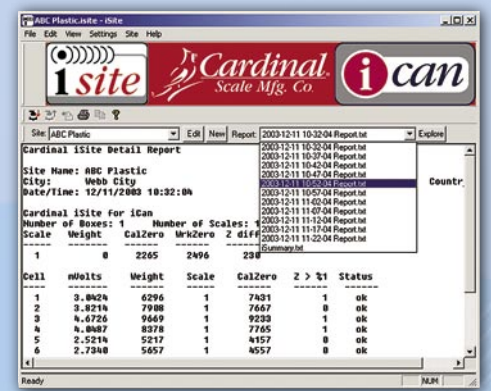 ABC Plastic.isite - iSite
File Edit View Settings Site Help
isite
Cardinal
Scale Mfg. Co.
i can
Site: ABC Plastic Edit New Report: 2003-12-11 10-32-04 Report.txt Explore
2003-12-11 10-32-04 Report.txt
2003-12-11 10-37-04 Report.txt
2003-12-11 10-42-04 Report.txt
2003-12-11 10-47-04 Report.txt
2003-12-11 10-52-04 Report.txt
2003-12-11 10-57-04 Report.txt
2003-12-11 11-02-04 Report.txt
2003-12-11 11-07-04 Report.txt
2003-12-11 11-12-04 Report.txt
2003-12-11 11-17-04 Report.txt
2003-12-11 11-22-04 Report.txt
iSummary.txt
Cardinal iSite Detail Report
Site Name: ABC Plastic
City: Webb City Countr
Date/Time: 12/11/2003 10:32:04
Cardinal iSite for iCan
Number of Boxes: 1 Number of Scales: 1
Scale Weight CalZero WrkZero Z diff
1 0 2265 2496 230
Cell mVolts Weight Scale CalZero Z > %1 Status
1 3.0424 6296 1 7431 1 ok
2 3.8214 7908 1 7667 0 ok
3 4.6726 9669 1 9233 1 ok
4 4.0487 8378 1 7765 1 ok
5 2.5214 5217 1 4157 0 ok
6 2.7340 5657 1 4557 0 ok
Ready NUM